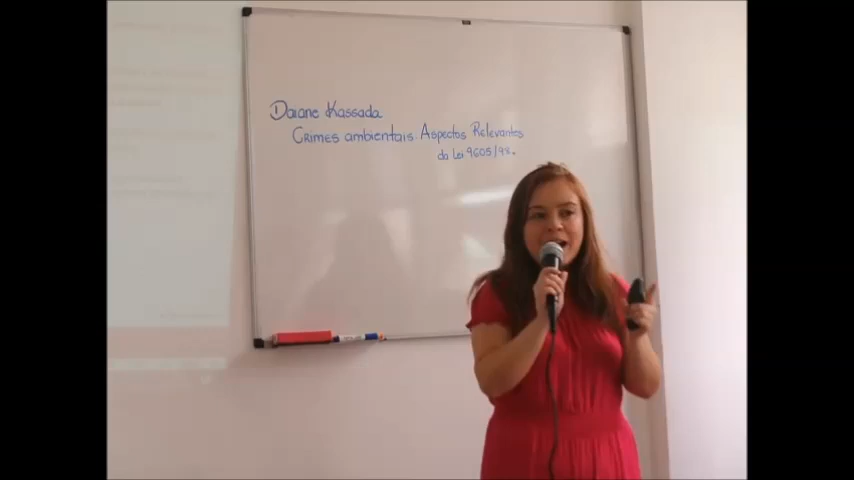 Daiane Kassada
Crimes ambientais. Aspectos Relevantes
da Lei 9605/98.